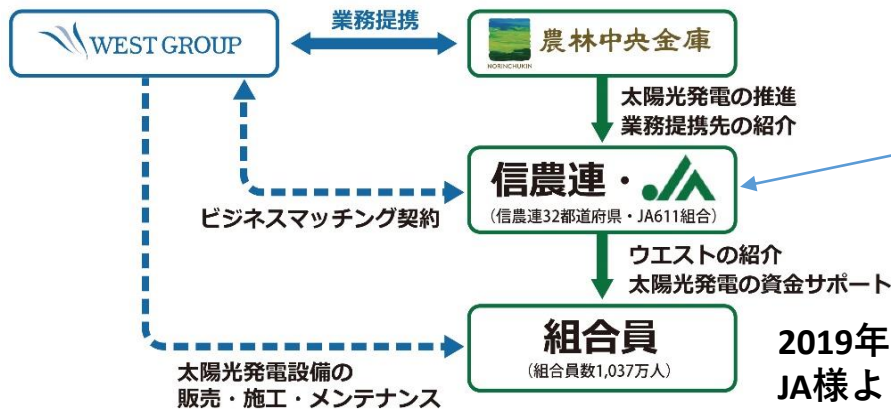 業務提携
WEST GROUP
農林中央金庫
NORINCHUKIN
太陽光発電の推進
業務提携先の紹介
信農連・JA
（信農連32都道府県・JA611組合）
ビジネスマッチング契約
ウエストの紹介
太陽光発電の資金サポート
組合員
（組合員数1,037万人）
太陽光発電設備の
販売・施工・メンテナンス
2019年
JA様よ